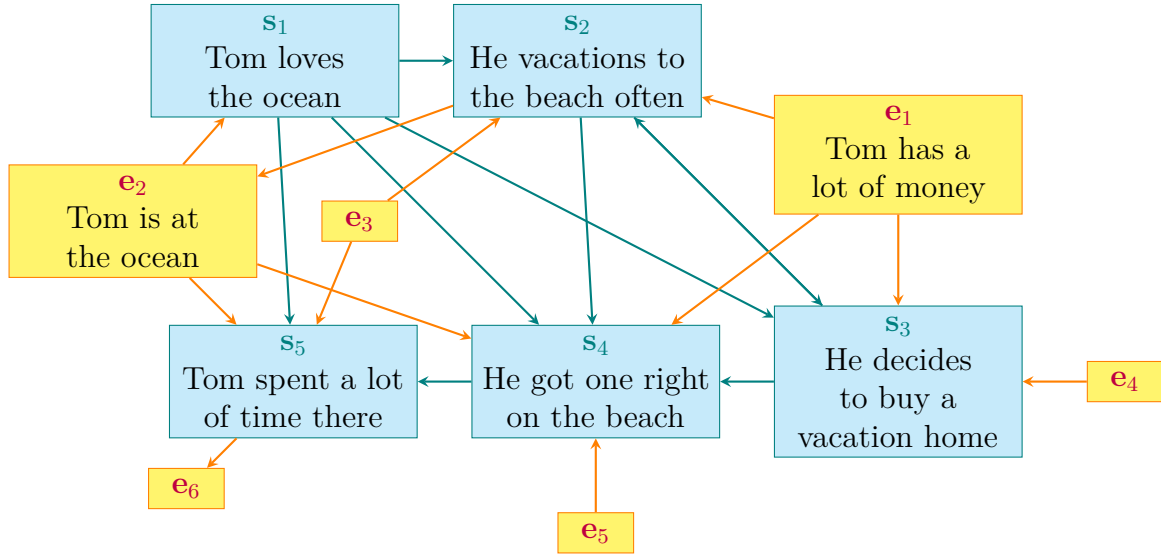 s1
Tom loves
the ocean
s2
He vacations to
the beach often
e1
Tom has a
lot of money
e2
Tom is at
the ocean
e3
s5
Tom spent a lot
of time there
s4
He got one right
on the beach
s3
He decides
to buy a
vacation home
e4
e6
e5